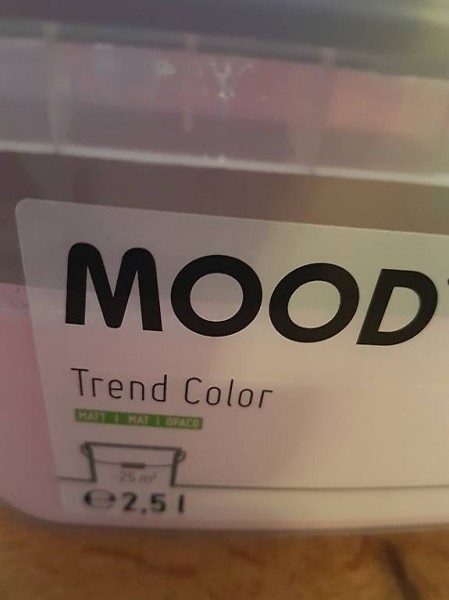 MOOD
Trend Color
MATT | MAT | OPACO
~25 m²
℮ 2,5 l